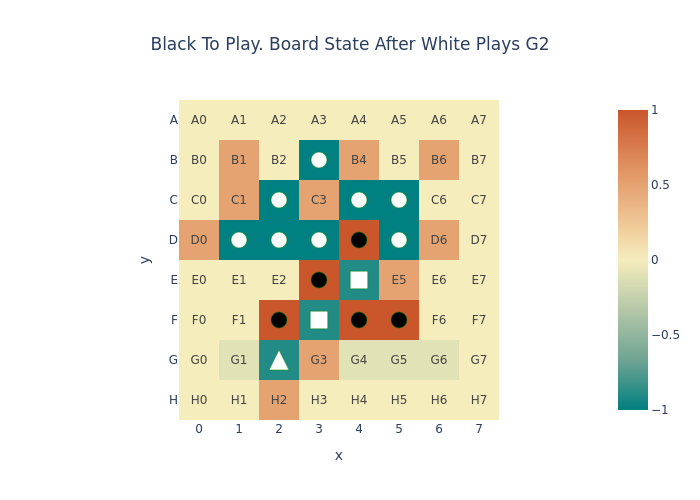 Black To Play. Board State After White Plays G2
A A0 A1 A2 A3 A4 A5 A6 A7
B B0 B1 B2 B4 B5 B6 B7
C C0 C1 C3 C6 C7
D D0 D6 D7
E E0 E1 E2 E5 E6 E7
F F0 F1 F6 F7
G G0 G1 G3 G4 G5 G6 G7
H H0 H1 H2 H3 H4 H5 H6 H7
0 1 2 3 4 5 6 7
x
y
1
0.5
0
−0.5
−1